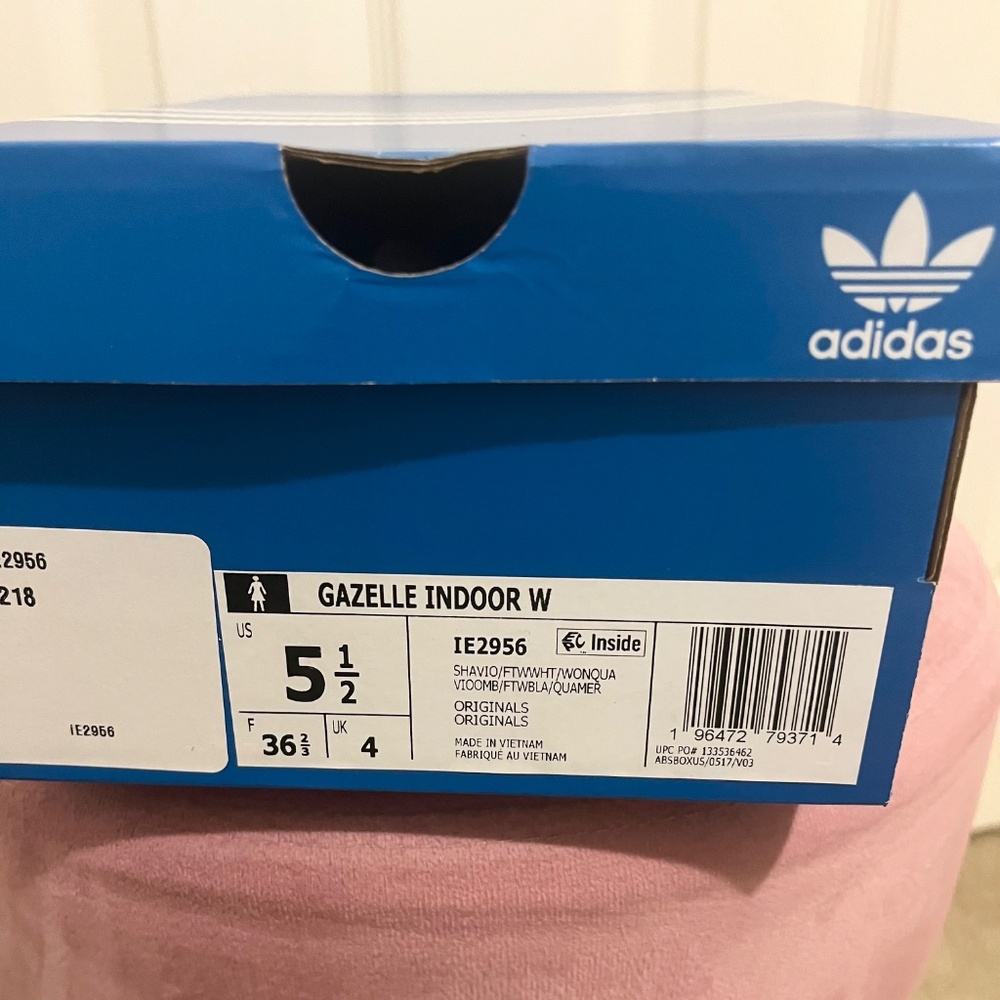 adidas
2956
218
IE2956
GAZELLE INDOOR W
US
5 1/2
F
36 2/3
UK
4
IE2956
Inside
SHAVIO/FTWWHT/WONQUA
VIOOMB/FTWBLA/QUAMER
ORIGINALS
ORIGINALS
MADE IN VIETNAM
FABRIQUÉ AU VIETNAM
1 96472 79371 4
UPC PO# 133536462
ABSBOXUS/0517/V03